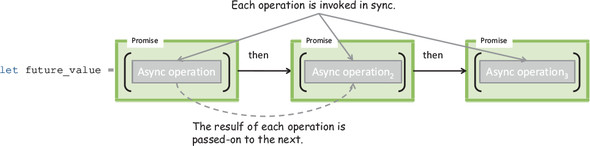 Each operation is invoked in sync.
Promise
Promise
Promise
then
then
let future_value =
Async operation
Async operation2
Async operation3
The result of each operation is
passed-on to the next.